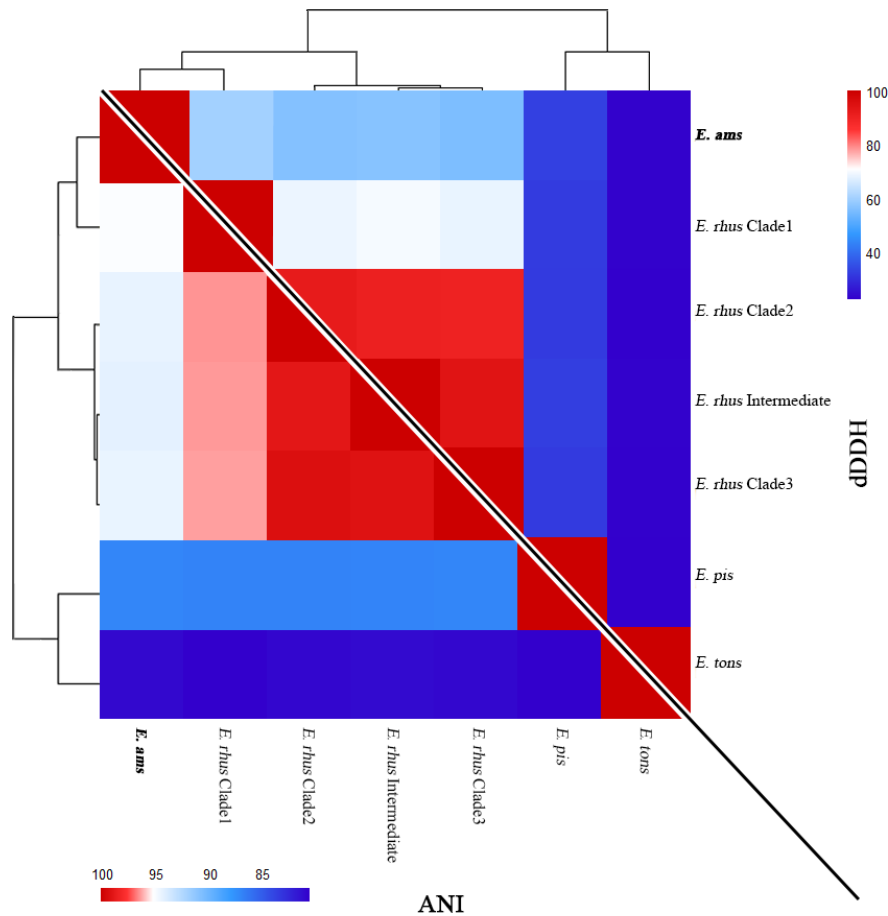 100
80
60
40
E. ams
E. rhus Clade1
E. rhus Clade2
E. rhus Intermediate
E. rhus Clade3
E. pis
E. tons
dDDH
E. ams
E. rhus Clade1
E. rhus Clade2
E. rhus Intermediate
E. rhus Clade3
E. pis
E. tons
100
95
90
85
ANI